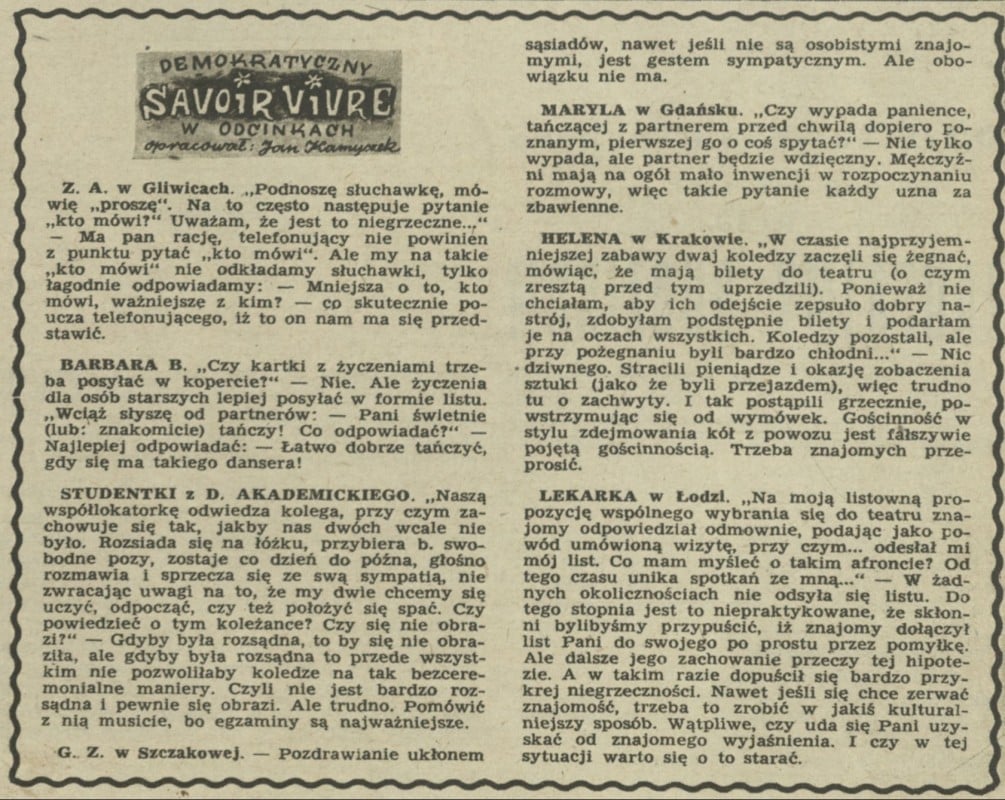 DEMOKRATYCZNY
SAVOIR VIVRE
W ODCINKACH
opracował: Jan Kamyczek
Z. A. w Gliwicach. „Podnoszę słuchawkę, mó-
wię „proszę“. Na to często następuje pytanie
„kto mówi?“ Uważam, że jest to niegrzeczne...“
— Ma pan rację, telefonujący nie powinien
z punktu pytać „kto mówi“. Ale my na takie
„kto mówi“ nie odkładamy słuchawki, tylko
łagodnie odpowiadamy: — Mniejsza o to, kto
mówi, ważniejsze z kim? — co skutecznie po-
ucza telefonującego, iż to on nam ma się przed-
stawić.
BARBARA B. „Czy kartki z życzeniami trze-
ba posyłać w kopercie?“ — Nie. Ale życzenia
dla osób starszych lepiej posyłać w formie listu.
„Wciąż słyszę od partnerów: — Pani świetnie
(lub: znakomicie) tańczy! Co odpowiadać?“ —
Najlepiej odpowiadać: — Łatwo dobrze tańczyć,
gdy się ma takiego dansera!
STUDENTKI z D. AKADEMICKIEGO. „Naszą
współlokatorkę odwiedza kolega, przy czym za-
chowuje się tak, jakby nas dwóch wcale nie
było. Rozsiada się na łóżku, przybiera b. swo-
bodne pozy, zostaje co dzień do późna, głośno
rozmawia i sprzecza się ze swą sympatią, nie
zwracając uwagi na to, że my dwie chcemy się
uczyć, odpocząć, czy też położyć się spać. Czy
powiedzieć o tym koleżance? Czy się nie obra-
zi?“ — Gdyby była rozsądna, to by się nie obra-
ziła, ale gdyby była rozsądna to przede wszyst-
kim nie pozwoliłaby koledze na tak bezcere-
monialne maniery. Czyli nie jest bardzo roz-
sądna i pewnie się obrazi. Ale trudno. Pomówić
z nią musicie, bo egzaminy są najważniejsze.
G. Z. w Szczakowej. — Pozdrawianie ukłonem
sąsiadów, nawet jeśli nie są osobistymi znajo-
mymi, jest gestem sympatycznym. Ale obo-
wiązku nie ma.
MARYLA w Gdańsku. „Czy wypada panience,
tańczącej z partnerem przed chwilą dopiero po-
znanym, pierwszej go o coś spytać?“ — Nie tylko
wypada, ale partner będzie wdzięczny. Mężczyź-
ni mają na ogół mało inwencji w rozpoczynaniu
rozmowy, więc takie pytanie każdy uzna za
zbawienne.
HELENA w Krakowie. „W czasie najprzyjem-
niejszej zabawy dwaj koledzy zaczęli się żegnać,
mówiąc, że mają bilety do teatru (o czym
zresztą przed tym uprzedzili). Ponieważ nie
chciałam, aby ich odejście zepsuło dobry na-
strój, zdobyłam podstępnie bilety i podarłam
je na oczach wszystkich. Koledzy pozostali, ale
przy pożegnaniu byli bardzo chłodni...“ — Nic
dziwnego. Stracili pieniądze i okazję zobaczenia
sztuki (jako że byli przejazdem), więc trudno
tu o zachwyty. I tak postąpili grzecznie, po-
wstrzymując się od wymówek. Gościnność w
stylu zdejmowania kół z powozu jest fałszywie
pojętą gościnnością. Trzeba znajomych prze-
prosić.
LEKARKA w Łodzi. „Na moją listowną pro-
pozycję wspólnego wybrania się do teatru zna-
jomy odpowiedział odmownie, podając jako po-
wód umówioną wizytę, przy czym... odesłał mi
mój list. Co mam myśleć o takim afroncie? Od
tego czasu unika spotkań ze mną...“ — W żad-
nych okolicznościach nie odsyła się listu. Do
tego stopnia jest to niepraktykowane, że skłon-
ni bylibyśmy przypuścić, iż znajomy dołączył
list Pani do swojego po prostu przez pomyłkę.
Ale dalsze jego zachowanie przeczy tej hipote-
zie. A w takim razie dopuścił się bardzo przy-
krej niegrzeczności. Nawet jeśli się chce zerwać
znajomość, trzeba to zrobić w jakiś kultural-
niejszy sposób. Wątpliwe, czy uda się Pani uzy-
skać od znajomego wyjaśnienia. I czy w tej
sytuacji warto się o to starać.